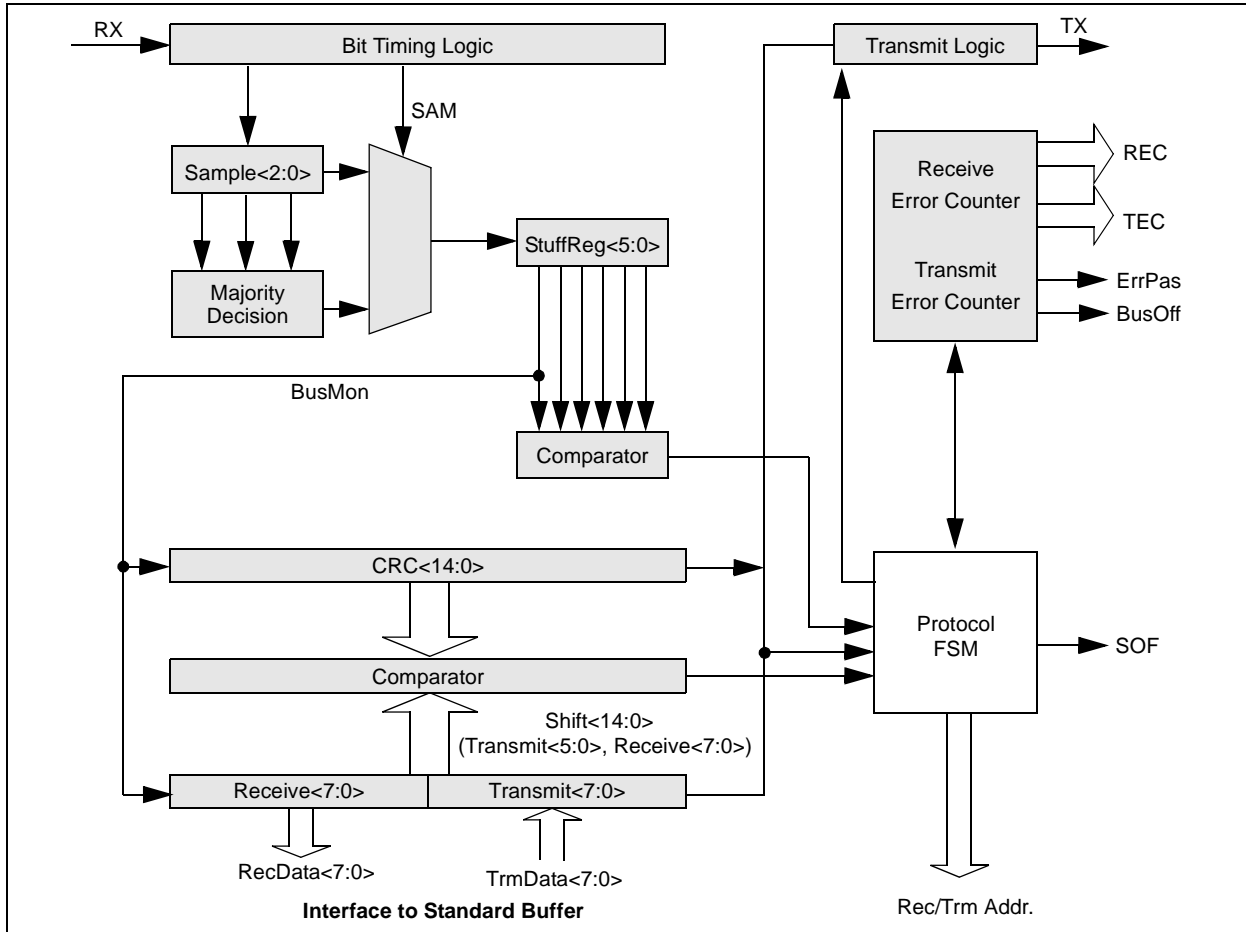 RX
Bit Timing Logic
Transmit Logic
TX
SAM
Sample<2:0>
Receive
Error Counter
REC
TEC
StuffReg<5:0>
Majority
Decision
Transmit
Error Counter
ErrPas
BusOff
BusMon
Comparator
CRC<14:0>
Protocol
FSM
SOF
Comparator
Shift<14:0>
(Transmit<5:0>, Receive<7:0>)
Receive<7:0>
Transmit<7:0>
RecData<7:0>
TrmData<7:0>
Interface to Standard Buffer
Rec/Trm Addr.